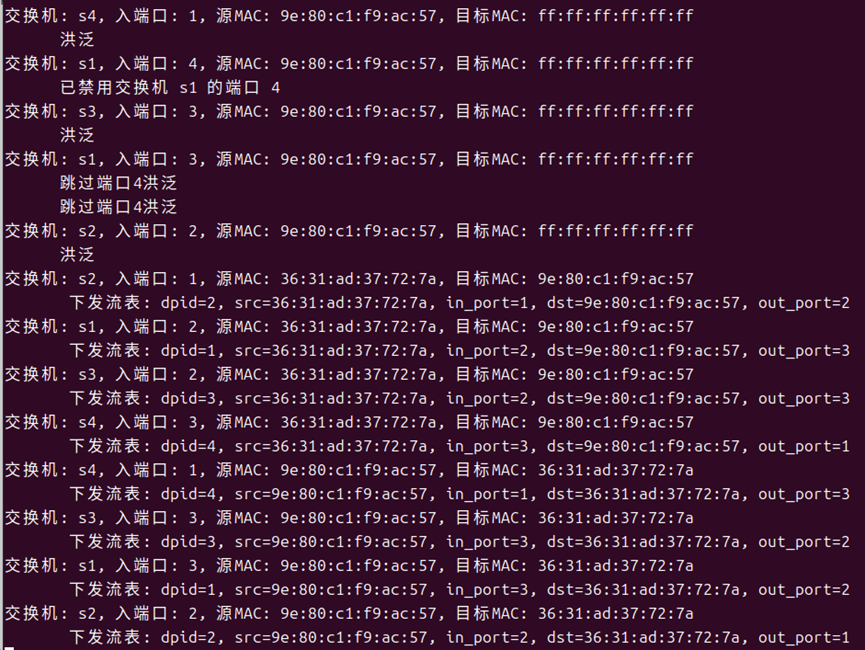 交换机: s4, 入端口: 1, 源MAC: 9e:80:c1:f9:ac:57, 目标MAC: ff:ff:ff:ff:ff:ff
洪泛
交换机: s1, 入端口: 4, 源MAC: 9e:80:c1:f9:ac:57, 目标MAC: ff:ff:ff:ff:ff:ff
已禁用交换机 s1 的端口 4
交换机: s3, 入端口: 3, 源MAC: 9e:80:c1:f9:ac:57, 目标MAC: ff:ff:ff:ff:ff:ff
洪泛
交换机: s1, 入端口: 3, 源MAC: 9e:80:c1:f9:ac:57, 目标MAC: ff:ff:ff:ff:ff:ff
跳过端口4洪泛
跳过端口4洪泛
交换机: s2, 入端口: 2, 源MAC: 9e:80:c1:f9:ac:57, 目标MAC: ff:ff:ff:ff:ff:ff
洪泛
交换机: s2, 入端口: 1, 源MAC: 36:31:ad:37:72:7a, 目标MAC: 9e:80:c1:f9:ac:57
下发流表: dpid=2, src=36:31:ad:37:72:7a, in_port=1, dst=9e:80:c1:f9:ac:57, out_port=2
交换机: s1, 入端口: 2, 源MAC: 36:31:ad:37:72:7a, 目标MAC: 9e:80:c1:f9:ac:57
下发流表: dpid=1, src=36:31:ad:37:72:7a, in_port=2, dst=9e:80:c1:f9:ac:57, out_port=3
交换机: s3, 入端口: 2, 源MAC: 36:31:ad:37:72:7a, 目标MAC: 9e:80:c1:f9:ac:57
下发流表: dpid=3, src=36:31:ad:37:72:7a, in_port=2, dst=9e:80:c1:f9:ac:57, out_port=3
交换机: s4, 入端口: 3, 源MAC: 36:31:ad:37:72:7a, 目标MAC: 9e:80:c1:f9:ac:57
下发流表: dpid=4, src=36:31:ad:37:72:7a, in_port=3, dst=9e:80:c1:f9:ac:57, out_port=1
交换机: s4, 入端口: 1, 源MAC: 9e:80:c1:f9:ac:57, 目标MAC: 36:31:ad:37:72:7a
下发流表: dpid=4, src=9e:80:c1:f9:ac:57, in_port=1, dst=36:31:ad:37:72:7a, out_port=3
交换机: s3, 入端口: 3, 源MAC: 9e:80:c1:f9:ac:57, 目标MAC: 36:31:ad:37:72:7a
下发流表: dpid=3, src=9e:80:c1:f9:ac:57, in_port=3, dst=36:31:ad:37:72:7a, out_port=2
交换机: s1, 入端口: 3, 源MAC: 9e:80:c1:f9:ac:57, 目标MAC: 36:31:ad:37:72:7a
下发流表: dpid=1, src=9e:80:c1:f9:ac:57, in_port=3, dst=36:31:ad:37:72:7a, out_port=2
交换机: s2, 入端口: 2, 源MAC: 9e:80:c1:f9:ac:57, 目标MAC: 36:31:ad:37:72:7a
下发流表: dpid=2, src=9e:80:c1:f9:ac:57, in_port=2, dst=36:31:ad:37:72:7a, out_port=1